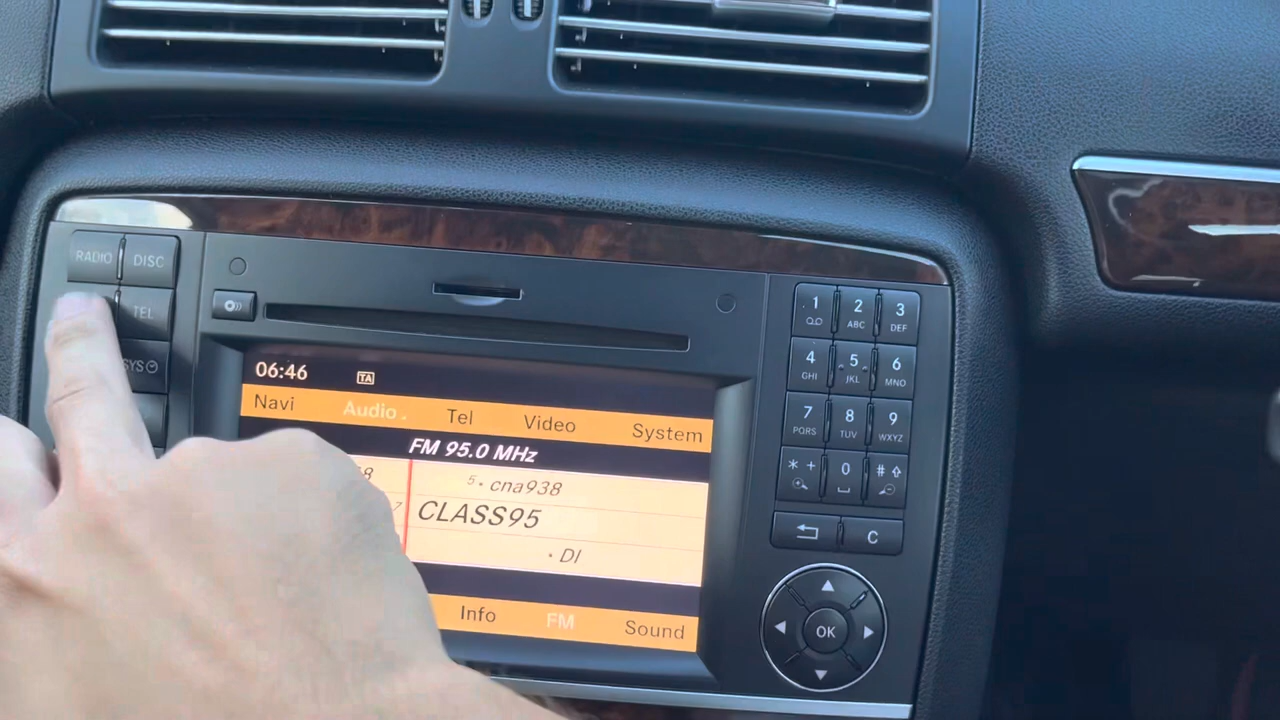 RADIO DISC
TEL
SYS
06:46 TA
Navi Audio Tel Video System
FM 95.0 MHz
8 5 cna938
7 CLASS95
DI
Info FM Sound
1 2 ABC 3 DEF
4 GHI 5 JKL 6 MNO
7 PQRS 8 TUV 9 WXYZ
* + 0 #
C
OK